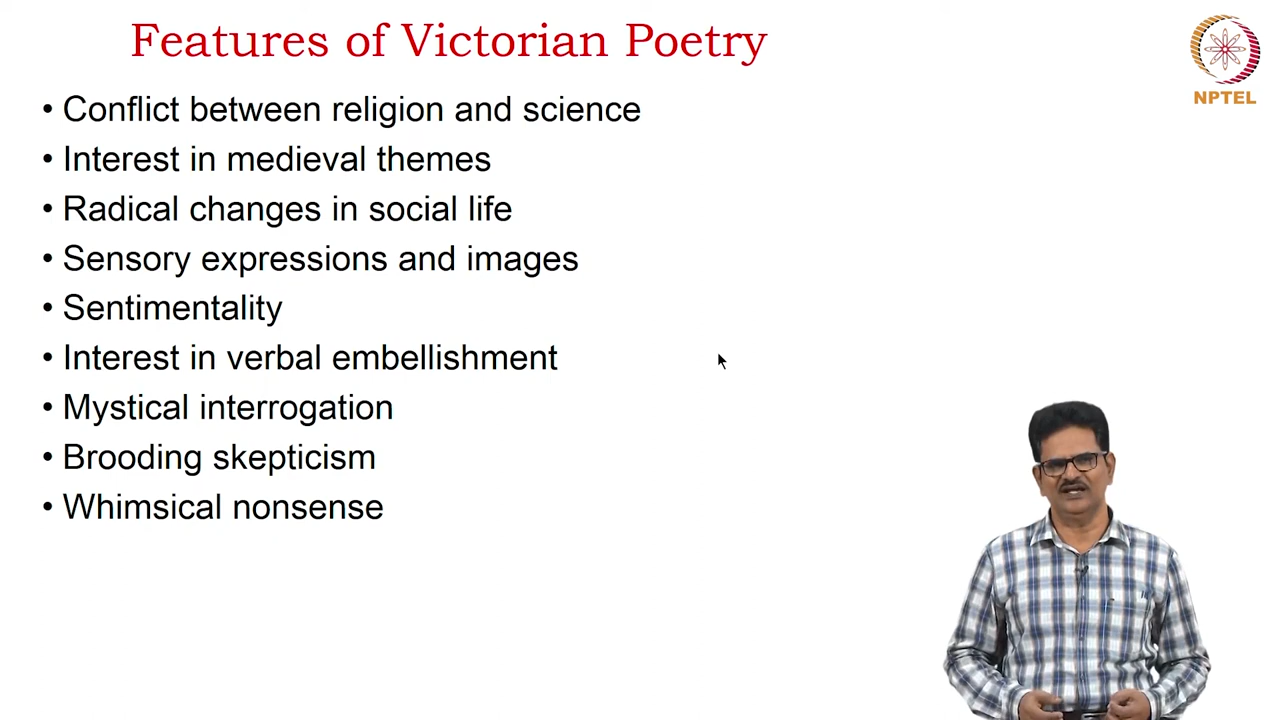 Features of Victorian Poetry
NPTEL
• Conflict between religion and science
• Interest in medieval themes
• Radical changes in social life
• Sensory expressions and images
• Sentimentality
• Interest in verbal embellishment
• Mystical interrogation
• Brooding skepticism
• Whimsical nonsense